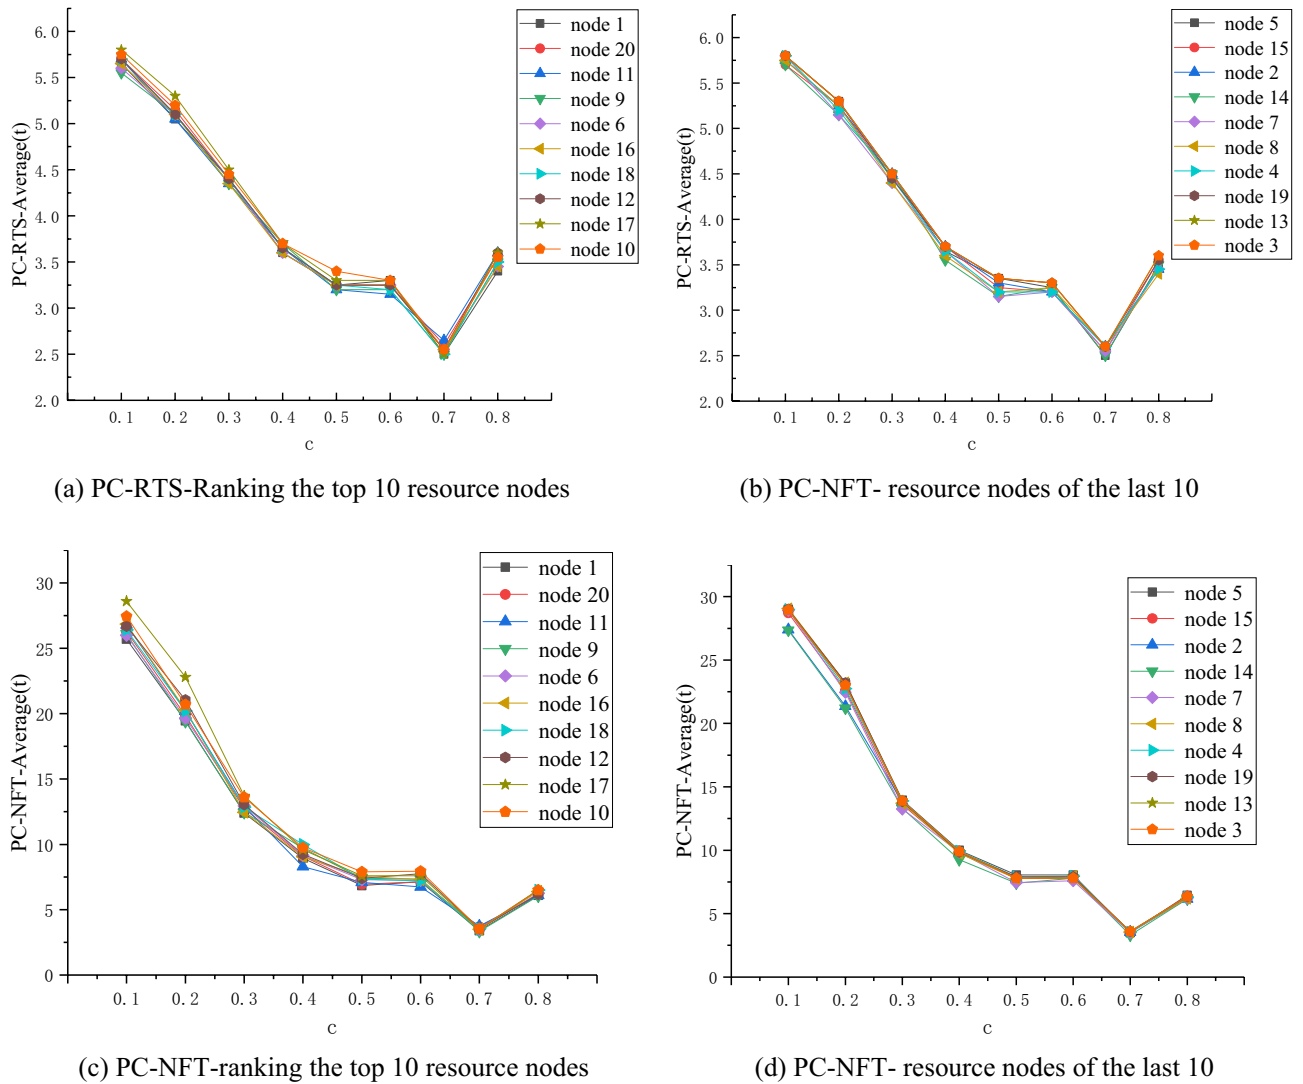 PC-RTS-Average(t)
6.0
5.5
5.0
4.5
4.0
3.5
3.0
2.5
2.0
0.1 0.2 0.3 0.4 0.5 0.6 0.7 0.8
c
node 1
node 20
node 11
node 9
node 6
node 16
node 18
node 12
node 17
node 10
(a) PC-RTS-Ranking the top 10 resource nodes
PC-RTS-Average(t)
6.0
5.5
5.0
4.5
4.0
3.5
3.0
2.5
2.0
0.1 0.2 0.3 0.4 0.5 0.6 0.7 0.8
c
node 5
node 15
node 2
node 14
node 7
node 8
node 4
node 19
node 13
node 3
(b) PC-NFT- resource nodes of the last 10
PC-NFT-Average(t)
30
25
20
15
10
5
0
0.1 0.2 0.3 0.4 0.5 0.6 0.7 0.8
c
node 1
node 20
node 11
node 9
node 6
node 16
node 18
node 12
node 17
node 10
(c) PC-NFT-ranking the top 10 resource nodes
PC-NFT-Average(t)
30
25
20
15
10
5
0
0.1 0.2 0.3 0.4 0.5 0.6 0.7 0.8
c
node 5
node 15
node 2
node 14
node 7
node 8
node 4
node 19
node 13
node 3
(d) PC-NFT- resource nodes of the last 10